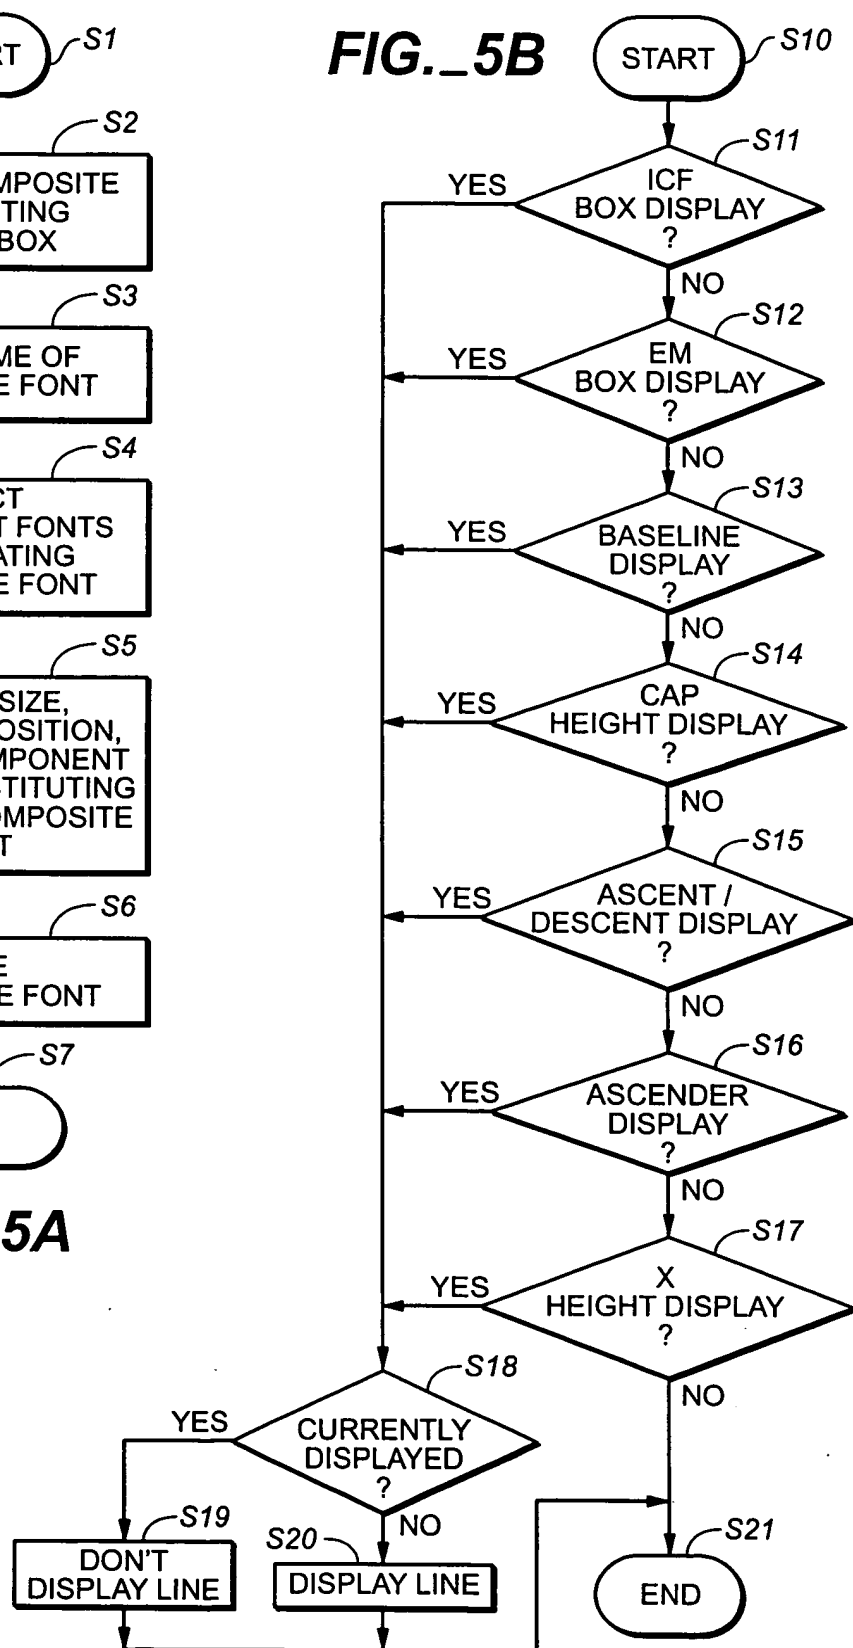 RT
S1
S2
MPOSITE
TING
BOX
S3
ME OF
E FONT
S4
CT
T FONTS
ATING
E FONT
S5
SIZE,
OSITION,
MPONENT
STITUTING
OMPOSITE
T
S6
E
E FONT
S7
5A
FIG._5B
START
S10
S11
ICF
BOX DISPLAY
?
YES
NO
S12
EM
BOX DISPLAY
?
YES
NO
S13
BASELINE
DISPLAY
?
YES
NO
S14
CAP
HEIGHT DISPLAY
?
YES
NO
S15
ASCENT /
DESCENT DISPLAY
?
YES
NO
S16
ASCENDER
DISPLAY
?
YES
NO
S17
X
HEIGHT DISPLAY
?
YES
NO
S18
CURRENTLY
DISPLAYED
?
YES
NO
S19
DON'T
DISPLAY LINE
S20
DISPLAY LINE
S21
END